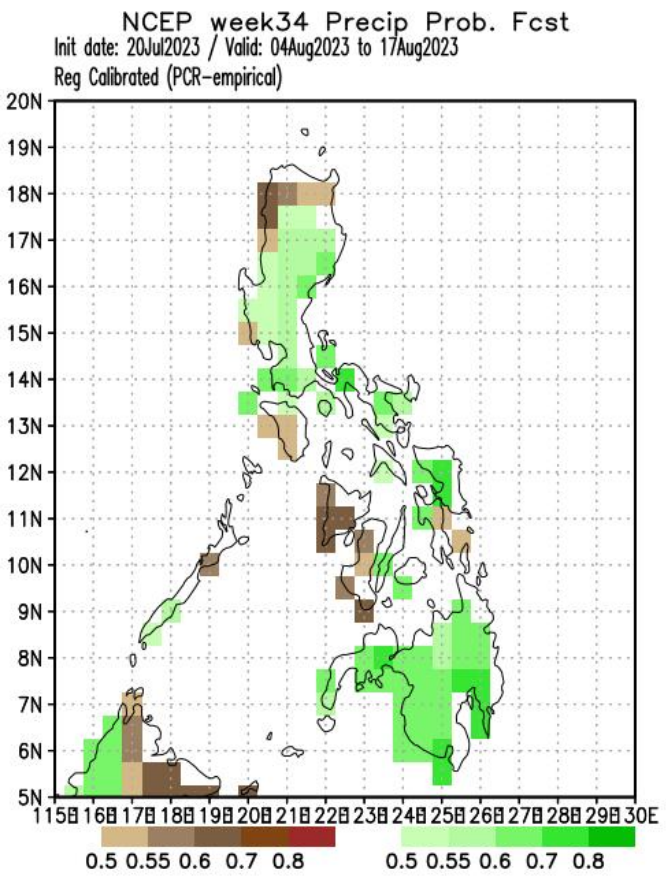 NCEP week34 Precip Prob. Fcst
Init date: 20Jul2023 / Valid: 04Aug2023 to 17Aug2023
Reg Calibrated (PCR-empirical)
20N
19N
18N
17N
16N
15N
14N
13N
12N
11N
10N
9N
8N
7N
6N
5N
115E 116E 117E 118E 119E 120E 121E 122E 123E 124E 125E 126E 127E 128E 129E 130E
0.5 0.55 0.6 0.7 0.8 0.5 0.55 0.6 0.7 0.8